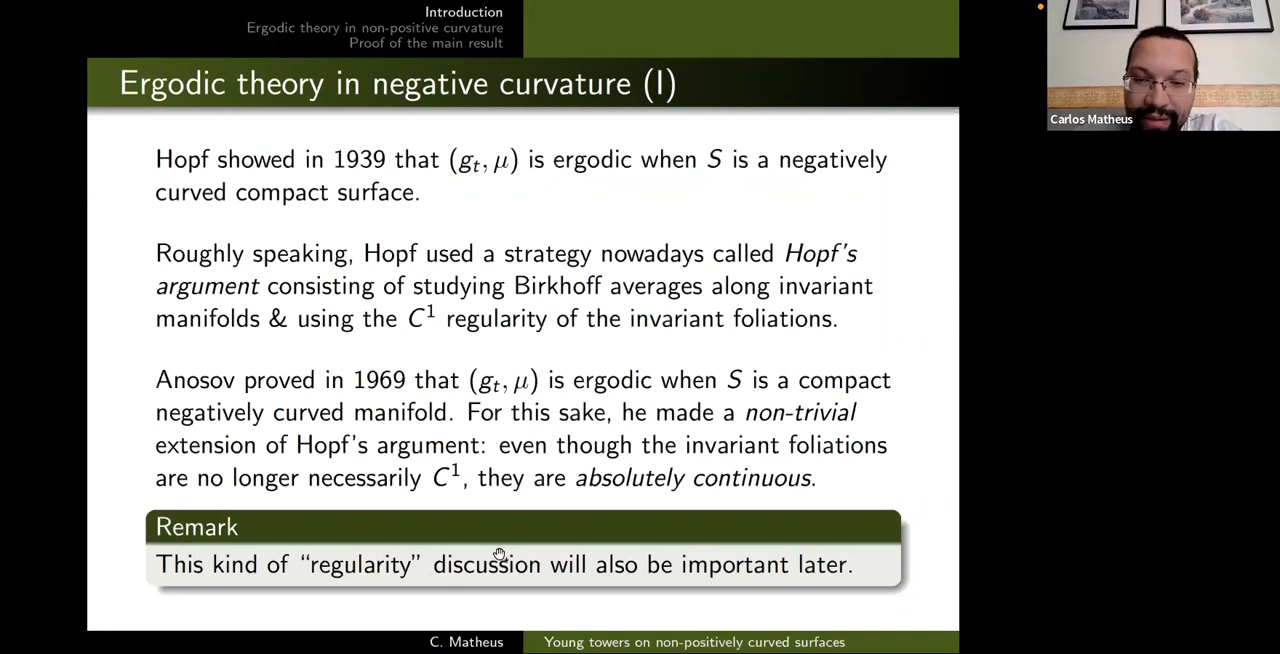 Introduction
Ergodic theory in non-positive curvature
Proof of the main result
Ergodic theory in negative curvature (I)
Hopf showed in 1939 that (g_t, μ) is ergodic when S is a negatively
curved compact surface.
Roughly speaking, Hopf used a strategy nowadays called Hopf's
argument consisting of studying Birkhoff averages along invariant
manifolds & using the C¹ regularity of the invariant foliations.
Anosov proved in 1969 that (g_t, μ) is ergodic when S is a compact
negatively curved manifold. For this sake, he made a non-trivial
extension of Hopf's argument: even though the invariant foliations
are no longer necessarily C¹, they are absolutely continuous.
Remark
This kind of “regularity” discussion will also be important later.
C. Matheus
Young towers on non-positively curved surfaces
Carlos Matheus